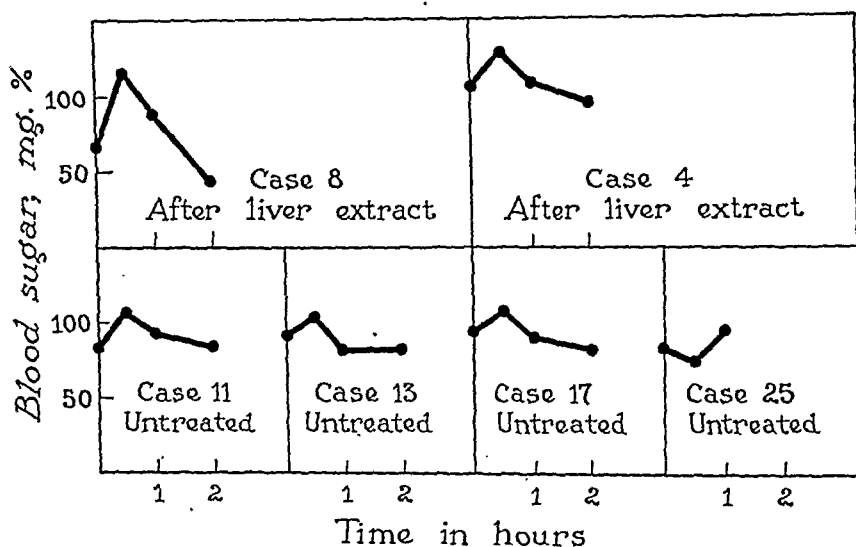 Blood sugar, mg. %
100
50
Case 8
After liver extract
Case 4
After liver extract
100
50
Case 11
Untreated
Case 13
Untreated
Case 17
Untreated
Case 25
Untreated
1 2 1 2 1 2 1 2
Time in hours